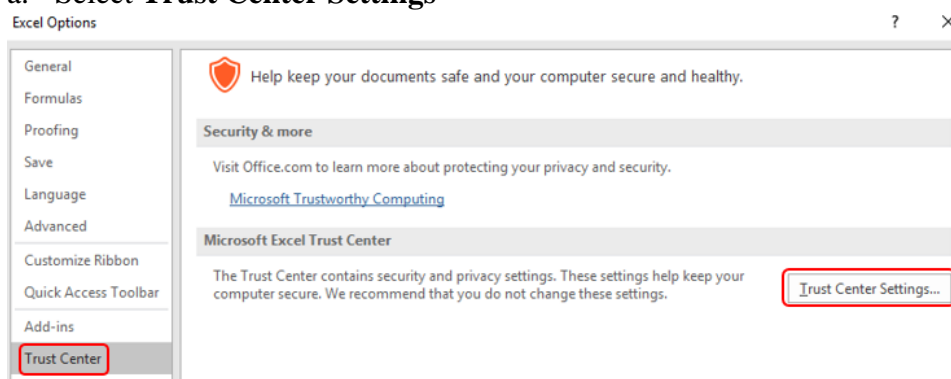 a. Select Trust Center Settings
Excel Options
?
General
Formulas
Proofing
Save
Language
Advanced
Customize Ribbon
Quick Access Toolbar
Add-ins
Trust Center
Help keep your documents safe and your computer secure and healthy.
Security & more
Visit Office.com to learn more about protecting your privacy and security.
Microsoft Trustworthy Computing
Microsoft Excel Trust Center
The Trust Center contains security and privacy settings. These settings help keep your
computer secure. We recommend that you do not change these settings.
Trust Center Settings...